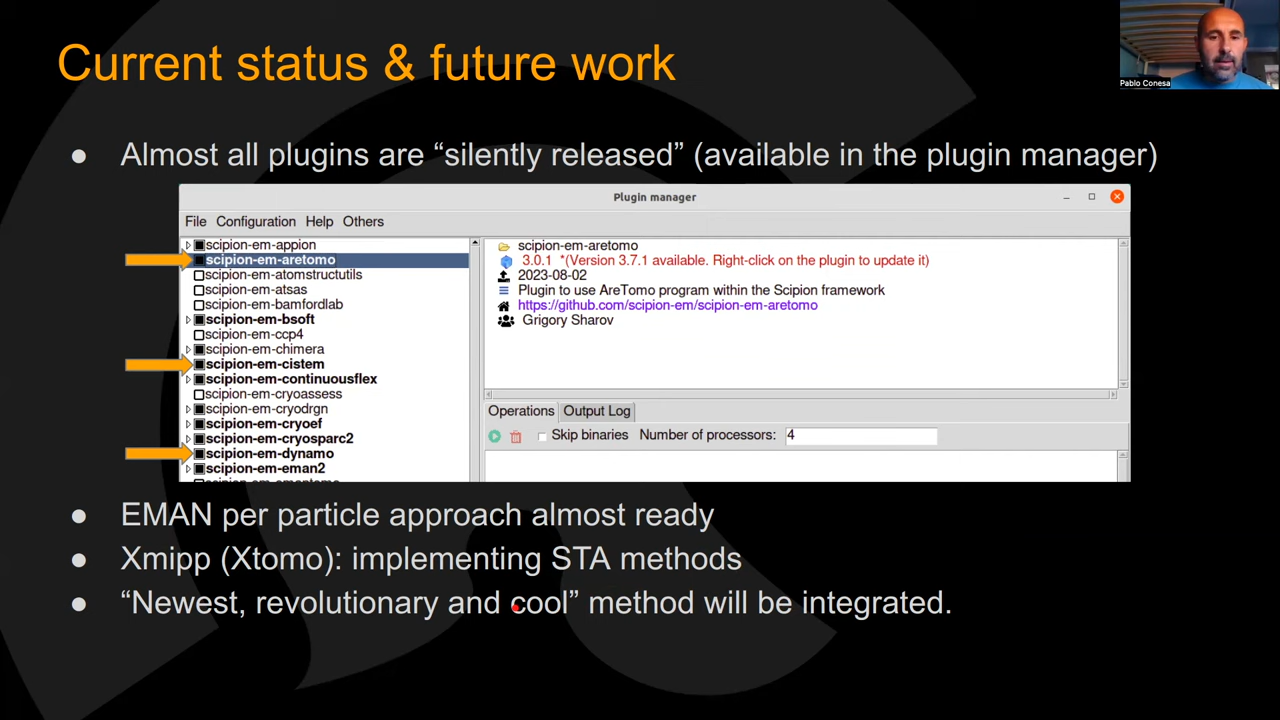 Current status & future work
Pablo Conesa
● Almost all plugins are “silently released” (available in the plugin manager)
Plugin manager
File Configuration Help Others
scipion-em-appion
scipion-em-aretomo
scipion-em-atomstructutils
scipion-em-atsas
scipion-em-bamfordlab
scipion-em-bsoft
scipion-em-ccp4
scipion-em-chimera
scipion-em-cistem
scipion-em-continuousflex
scipion-em-cryoassess
scipion-em-cryodrgn
scipion-em-cryoef
scipion-em-cryosparc2
scipion-em-dynamo
scipion-em-eman2
scipion-em-aretomo
3.0.1 *(Version 3.7.1 available. Right-click on the plugin to update it)
2023-08-02
Plugin to use AreTomo program within the Scipion framework
https://github.com/scipion-em/scipion-em-aretomo
Grigory Sharov
Operations Output Log
Skip binaries Number of processors: 4
● EMAN per particle approach almost ready
● Xmipp (Xtomo): implementing STA methods
● “Newest, revolutionary and cool” method will be integrated.